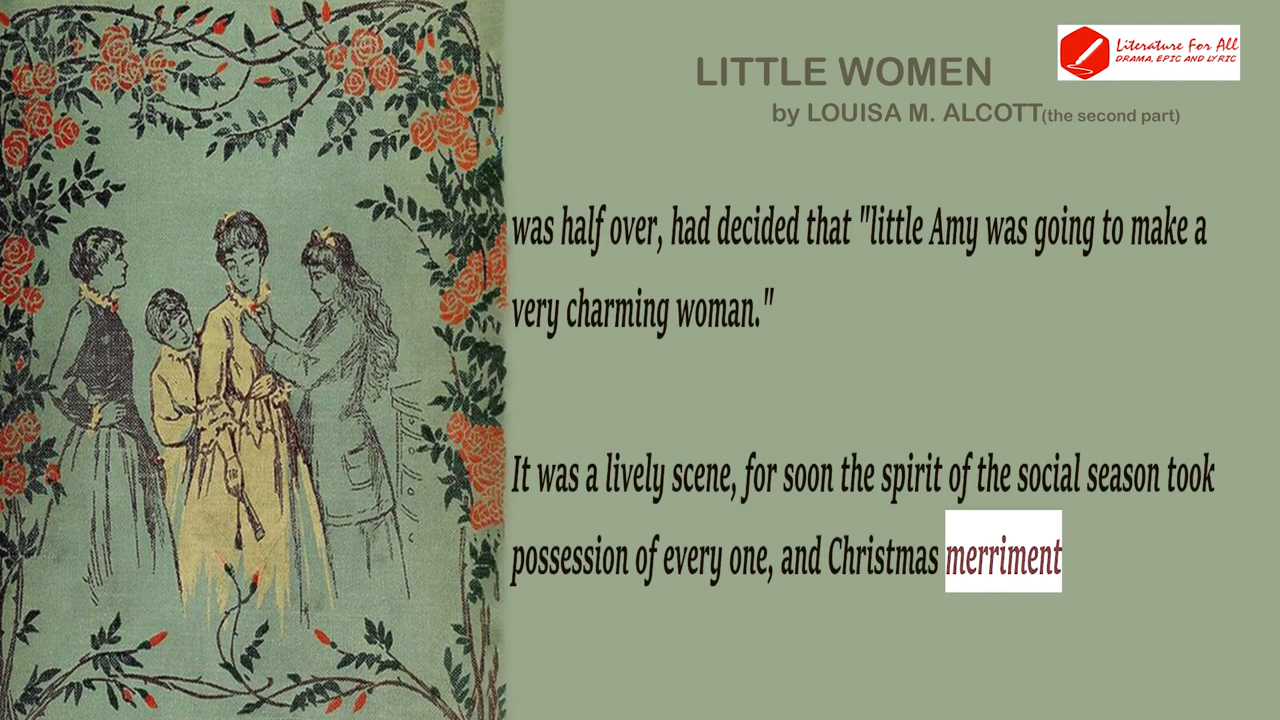 LITTLE WOMEN
Literature For All
DRAMA, EPIC AND LYRIC
by LOUISA M. ALCOTT(the second part)
was half over, had decided that "little Amy was going to make a
very charming woman."
It was a lively scene, for soon the spirit of the social season took
possession of every one, and Christmas merriment